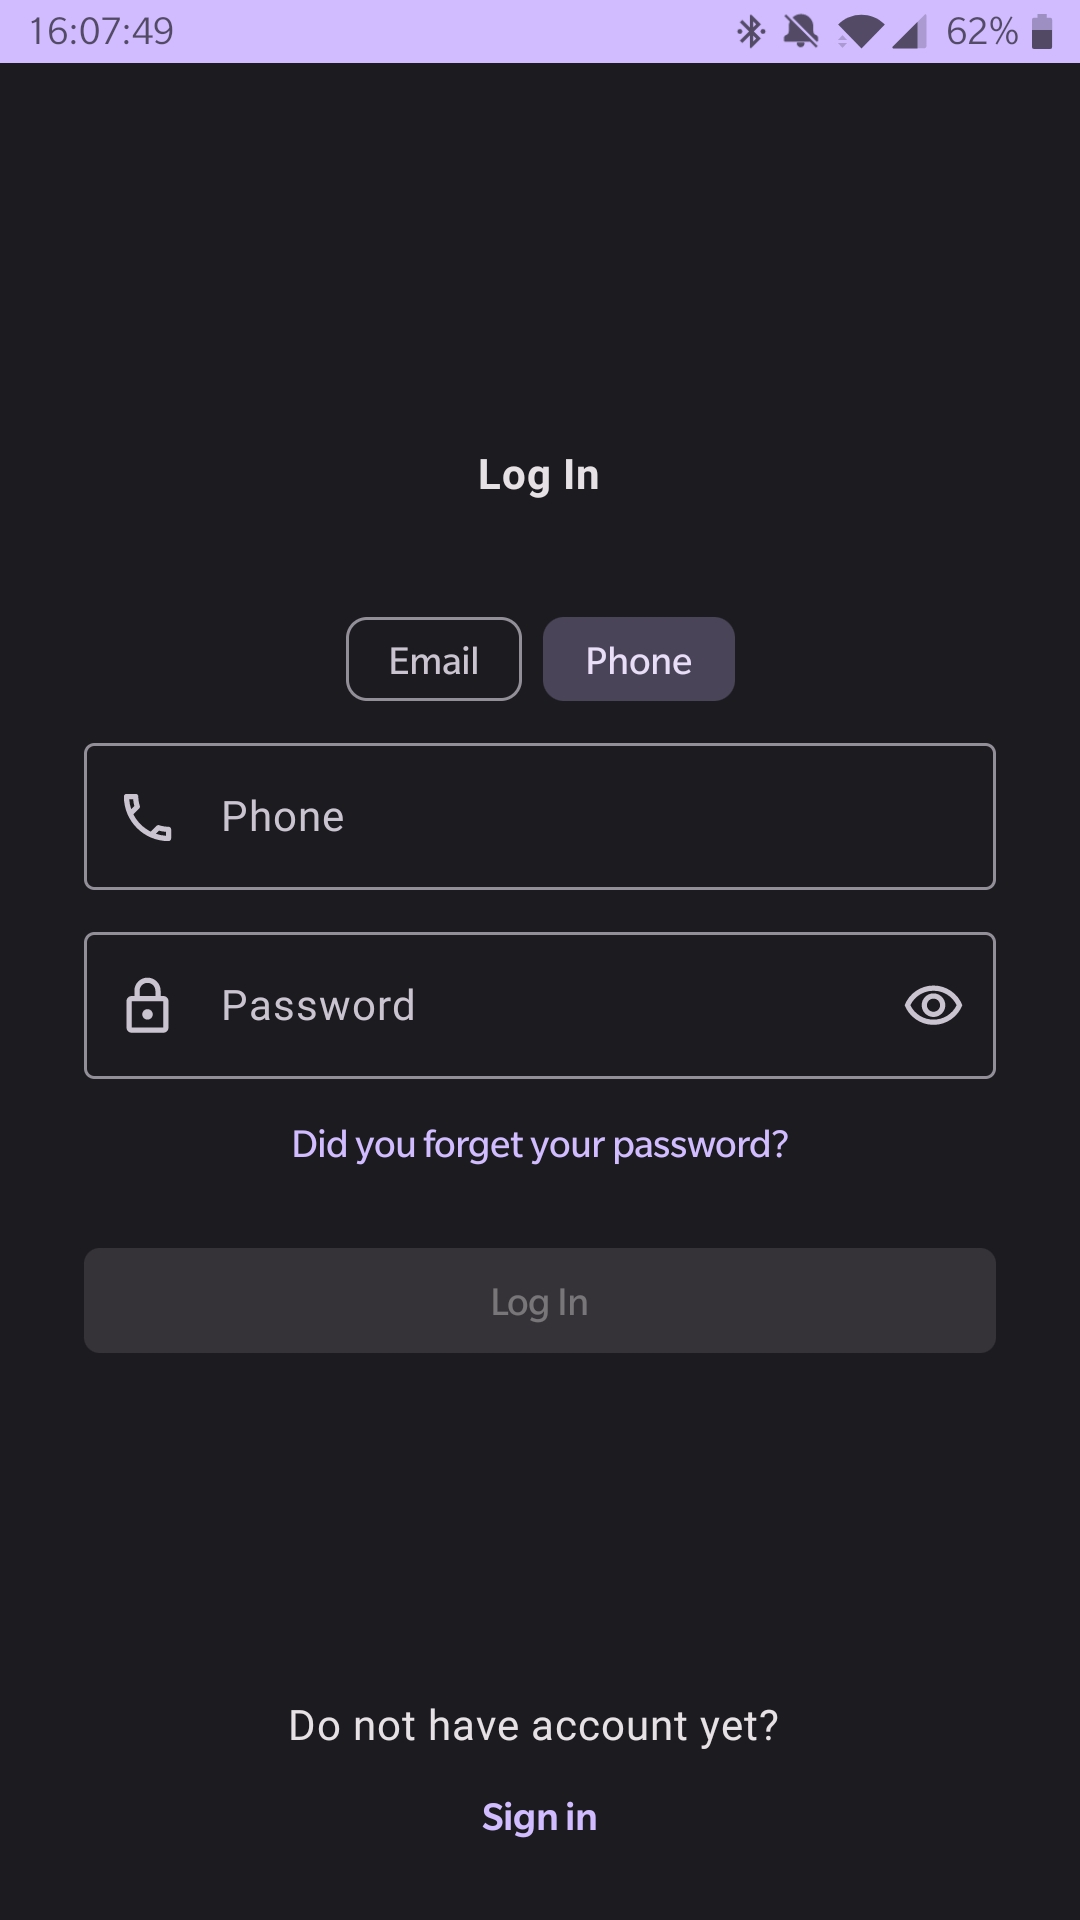 16:07:49 62%
Log In
Email Phone
Phone
Password
Did you forget your password?
Log In
Do not have account yet?
Sign in